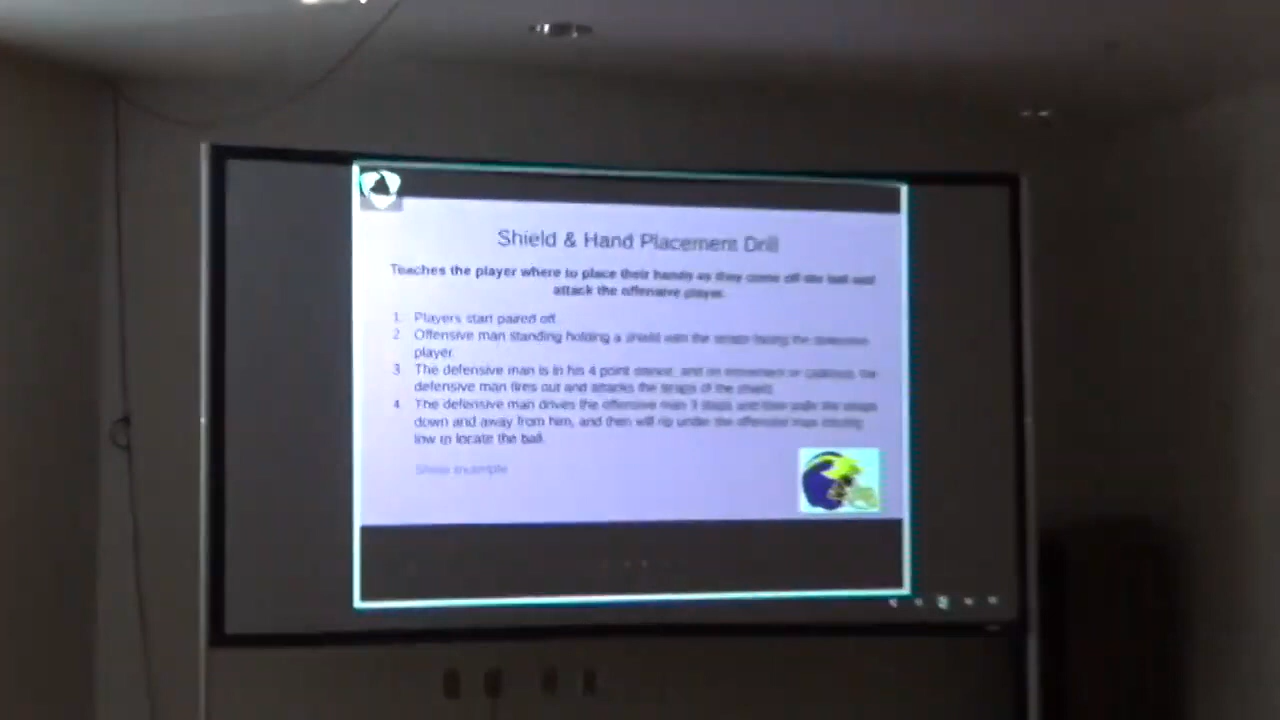 Shield & Hand Placement Drill
Teaches the player where to place their hands as they come off the ball and
attack the offensive player.
1. Players start paired off.
2. Offensive man standing holding a shield with the straps facing the defensive
player.
3. The defensive man is in his 4 point stance, and on movement or cadence, the
defensive man fires out and attacks the straps of the shield.
4. The defensive man drives the offensive man 3 steps and then pulls the straps
down and away from him, and then will rip under the offensive man
low to locate the ball.
Show example